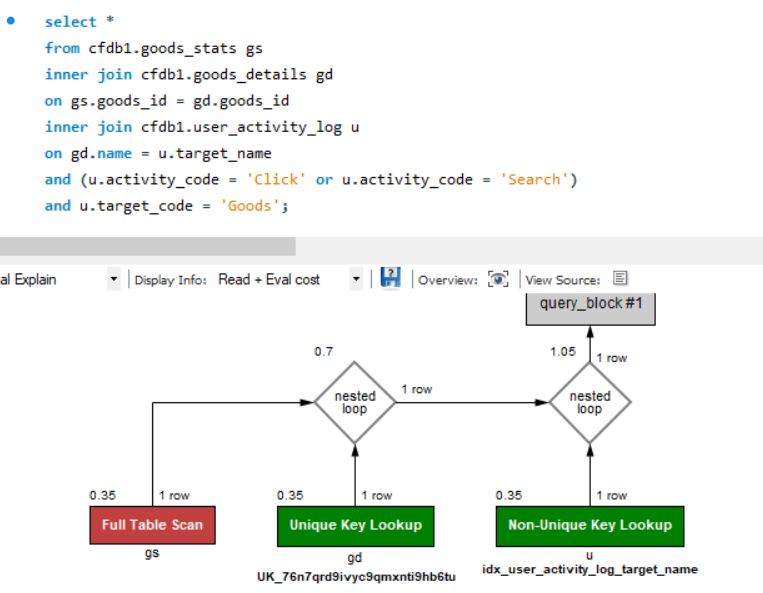 select *
from cfdb1.goods_stats gs
inner join cfdb1.goods_details gd
on gs.goods_id = gd.goods_id
inner join cfdb1.user_activity_log u
on gd.name = u.target_name
and (u.activity_code = 'Click' or u.activity_code = 'Search')
and u.target_code = 'Goods';
al Explain Display Info: Read + Eval cost Overview: View Source:
query_block #1
0.7 1.05 1 row
nested loop 1 row nested loop
0.35 1 row 0.35 1 row 0.35 1 row
Full Table Scan Unique Key Lookup Non-Unique Key Lookup
gs gd u
UK_76n7qrd9ivyc9qmxnti9hb6tu idx_user_activity_log_target_name